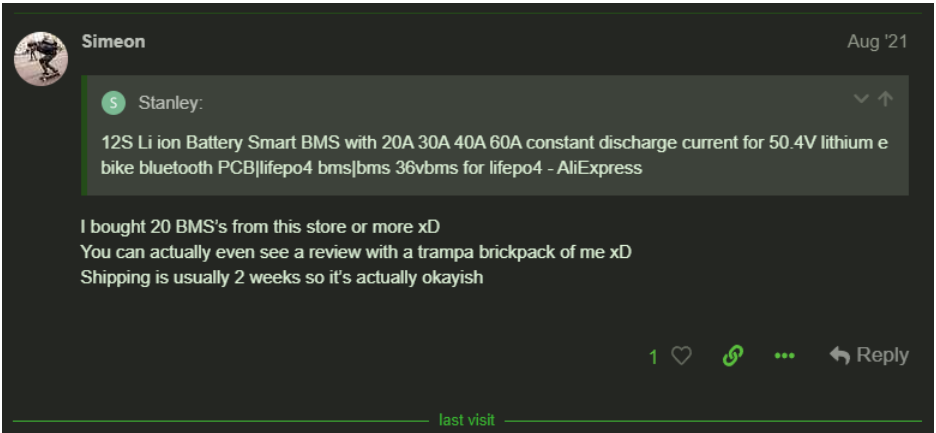 Simeon
Aug '21
S Stanley:
12S Li ion Battery Smart BMS with 20A 30A 40A 60A constant discharge current for 50.4V lithium e
bike bluetooth PCB|lifepo4 bms|bms 36vbms for lifepo4 - AliExpress
I bought 20 BMS's from this store or more xD
You can actually even see a review with a trampa brickpack of me xD
Shipping is usually 2 weeks so it's actually okayish
1
Reply
last visit